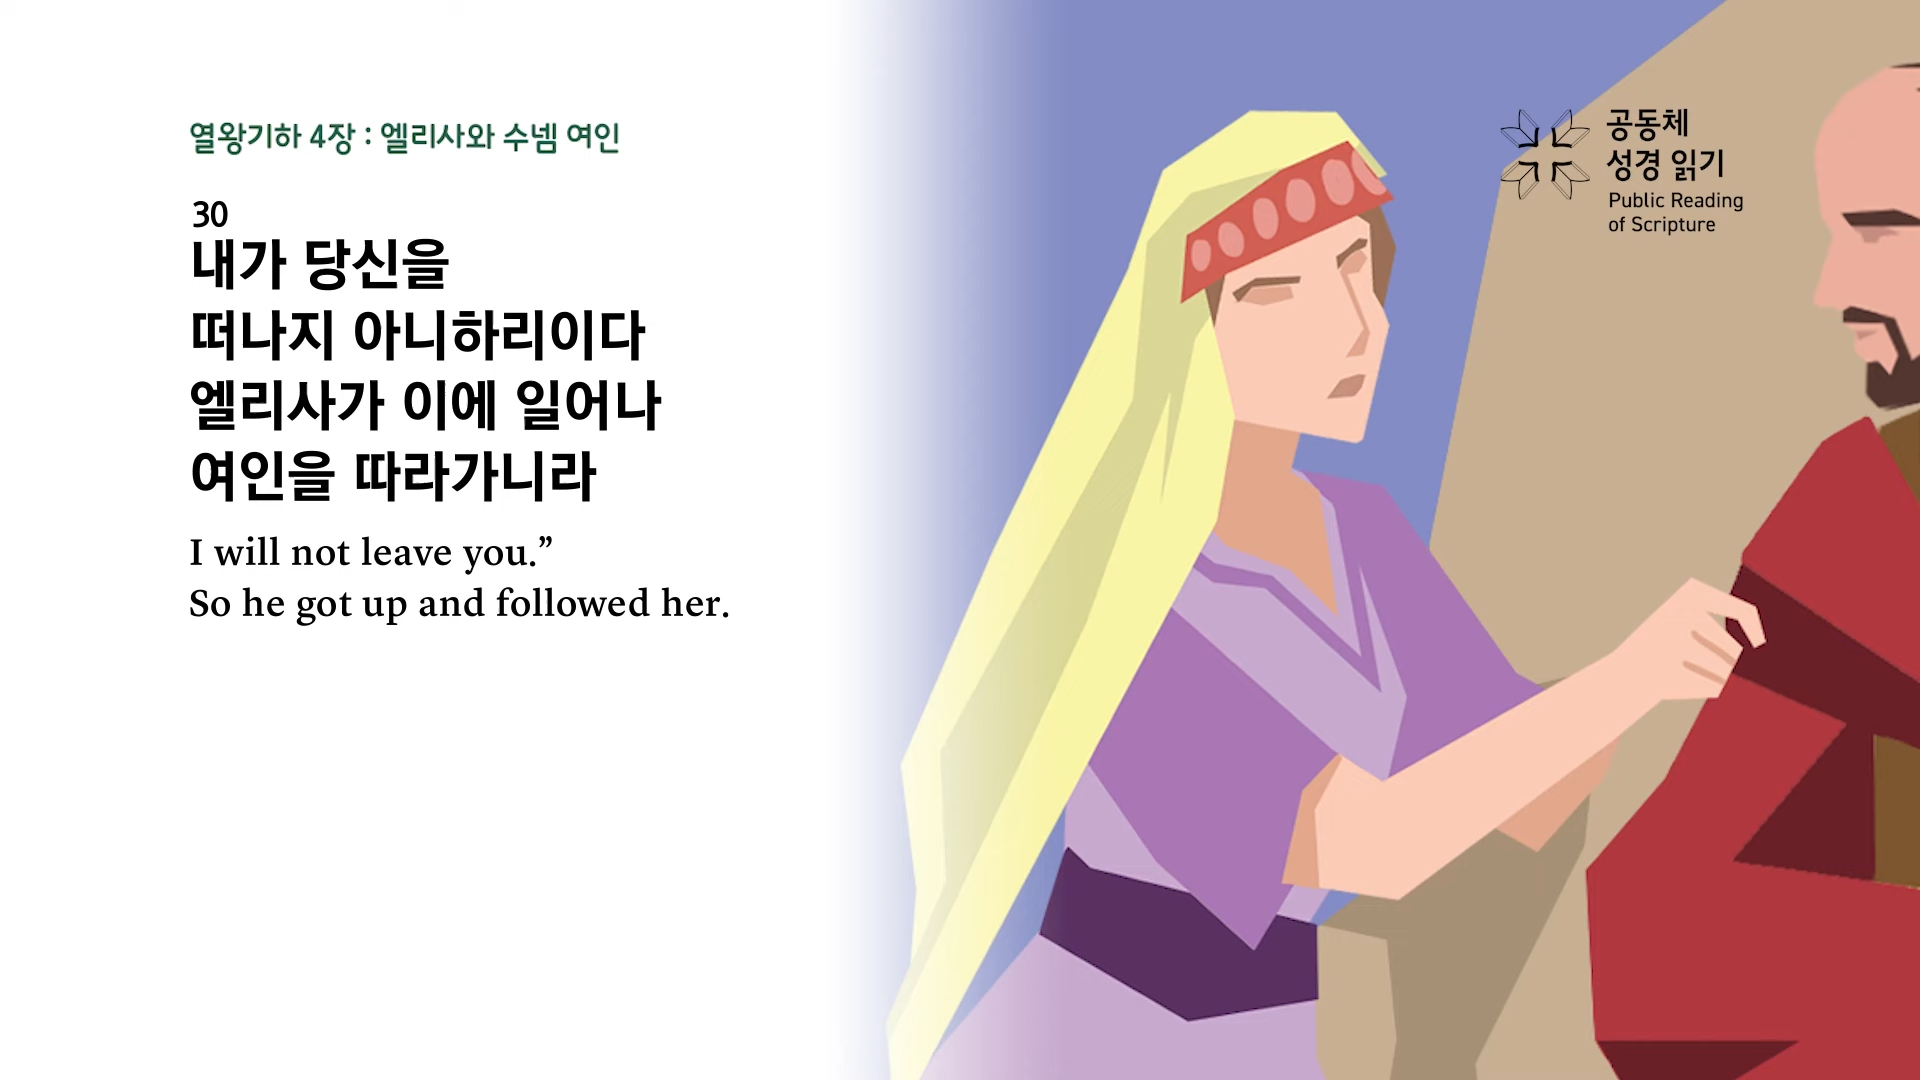 열왕기하 4장 : 엘리사와 수넴 여인
30
내가 당신을
떠나지 아니하리이다
엘리사가 이에 일어나
여인을 따라가니라
I will not leave you.”
So he got up and followed her.
공동체
성경 읽기
Public Reading
of Scripture